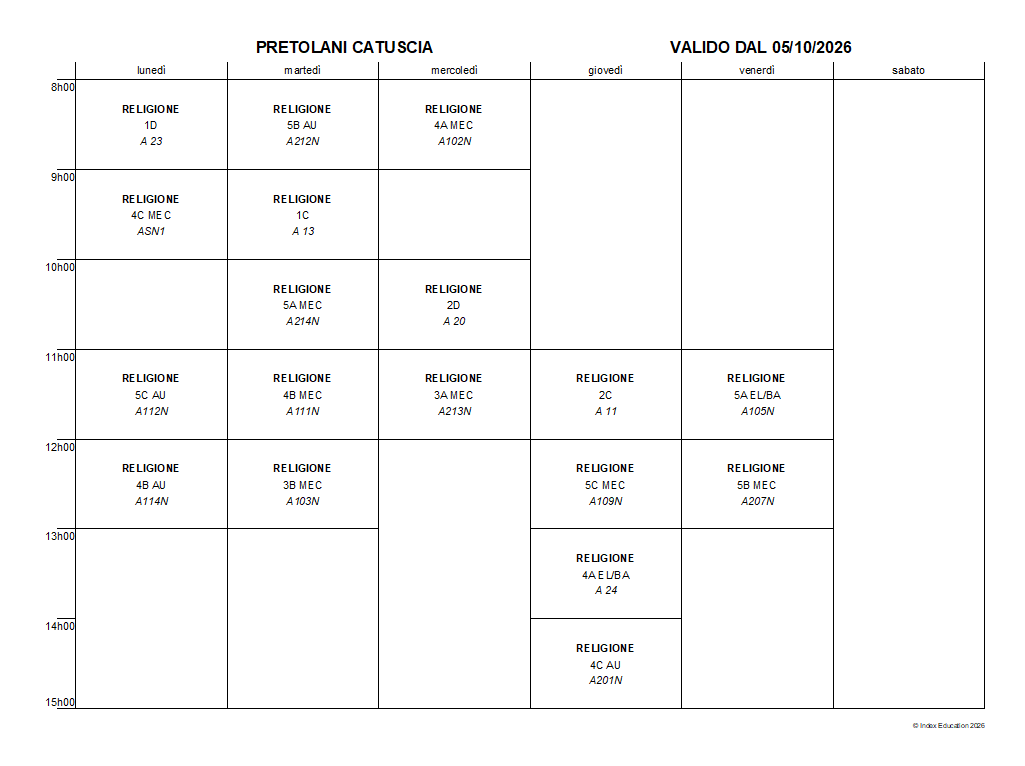 PRETOLANI CATUSCIA VALIDO DAL 05/10/2026
lunedì martedì mercoledì giovedì venerdì sabato
8h00
RELIGIONE RELIGIONE RELIGIONE
1D 5B AU 4A MEC
A 23 A212N A102N
9h00
RELIGIONE RELIGIONE
4C MEC 1C
ASN1 A 13
10h00
RELIGIONE RELIGIONE
5A MEC 2D
A214N A 20
11h00
RELIGIONE RELIGIONE RELIGIONE RELIGIONE RELIGIONE
5C AU 4B MEC 3A MEC 2C 5A EL/BA
A112N A111N A213N A 11 A105N
12h00
RELIGIONE RELIGIONE RELIGIONE RELIGIONE
4B AU 3B MEC 5C MEC 5B MEC
A114N A103N A109N A207N
13h00
RELIGIONE
4A EL/BA
A 24
14h00
RELIGIONE
4C AU
A201N
15h00
© Index Education 2026